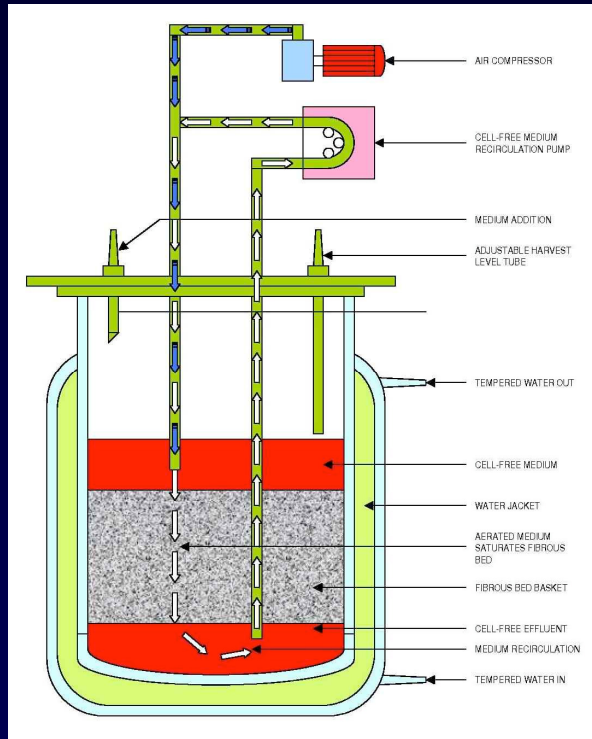 AIR COMPRESSOR
CELL-FREE MEDIUM
RECIRCULATION PUMP
MEDIUM ADDITION
ADJUSTABLE HARVEST
LEVEL TUBE
TEMPERED WATER OUT
CELL-FREE MEDIUM
WATER JACKET
AERATED MEDIUM
SATURATES FIBROUS
BED
FIBROUS BED BASKET
CELL-FREE EFFLUENT
MEDIUM RECIRCULATION
TEMPERED WATER IN